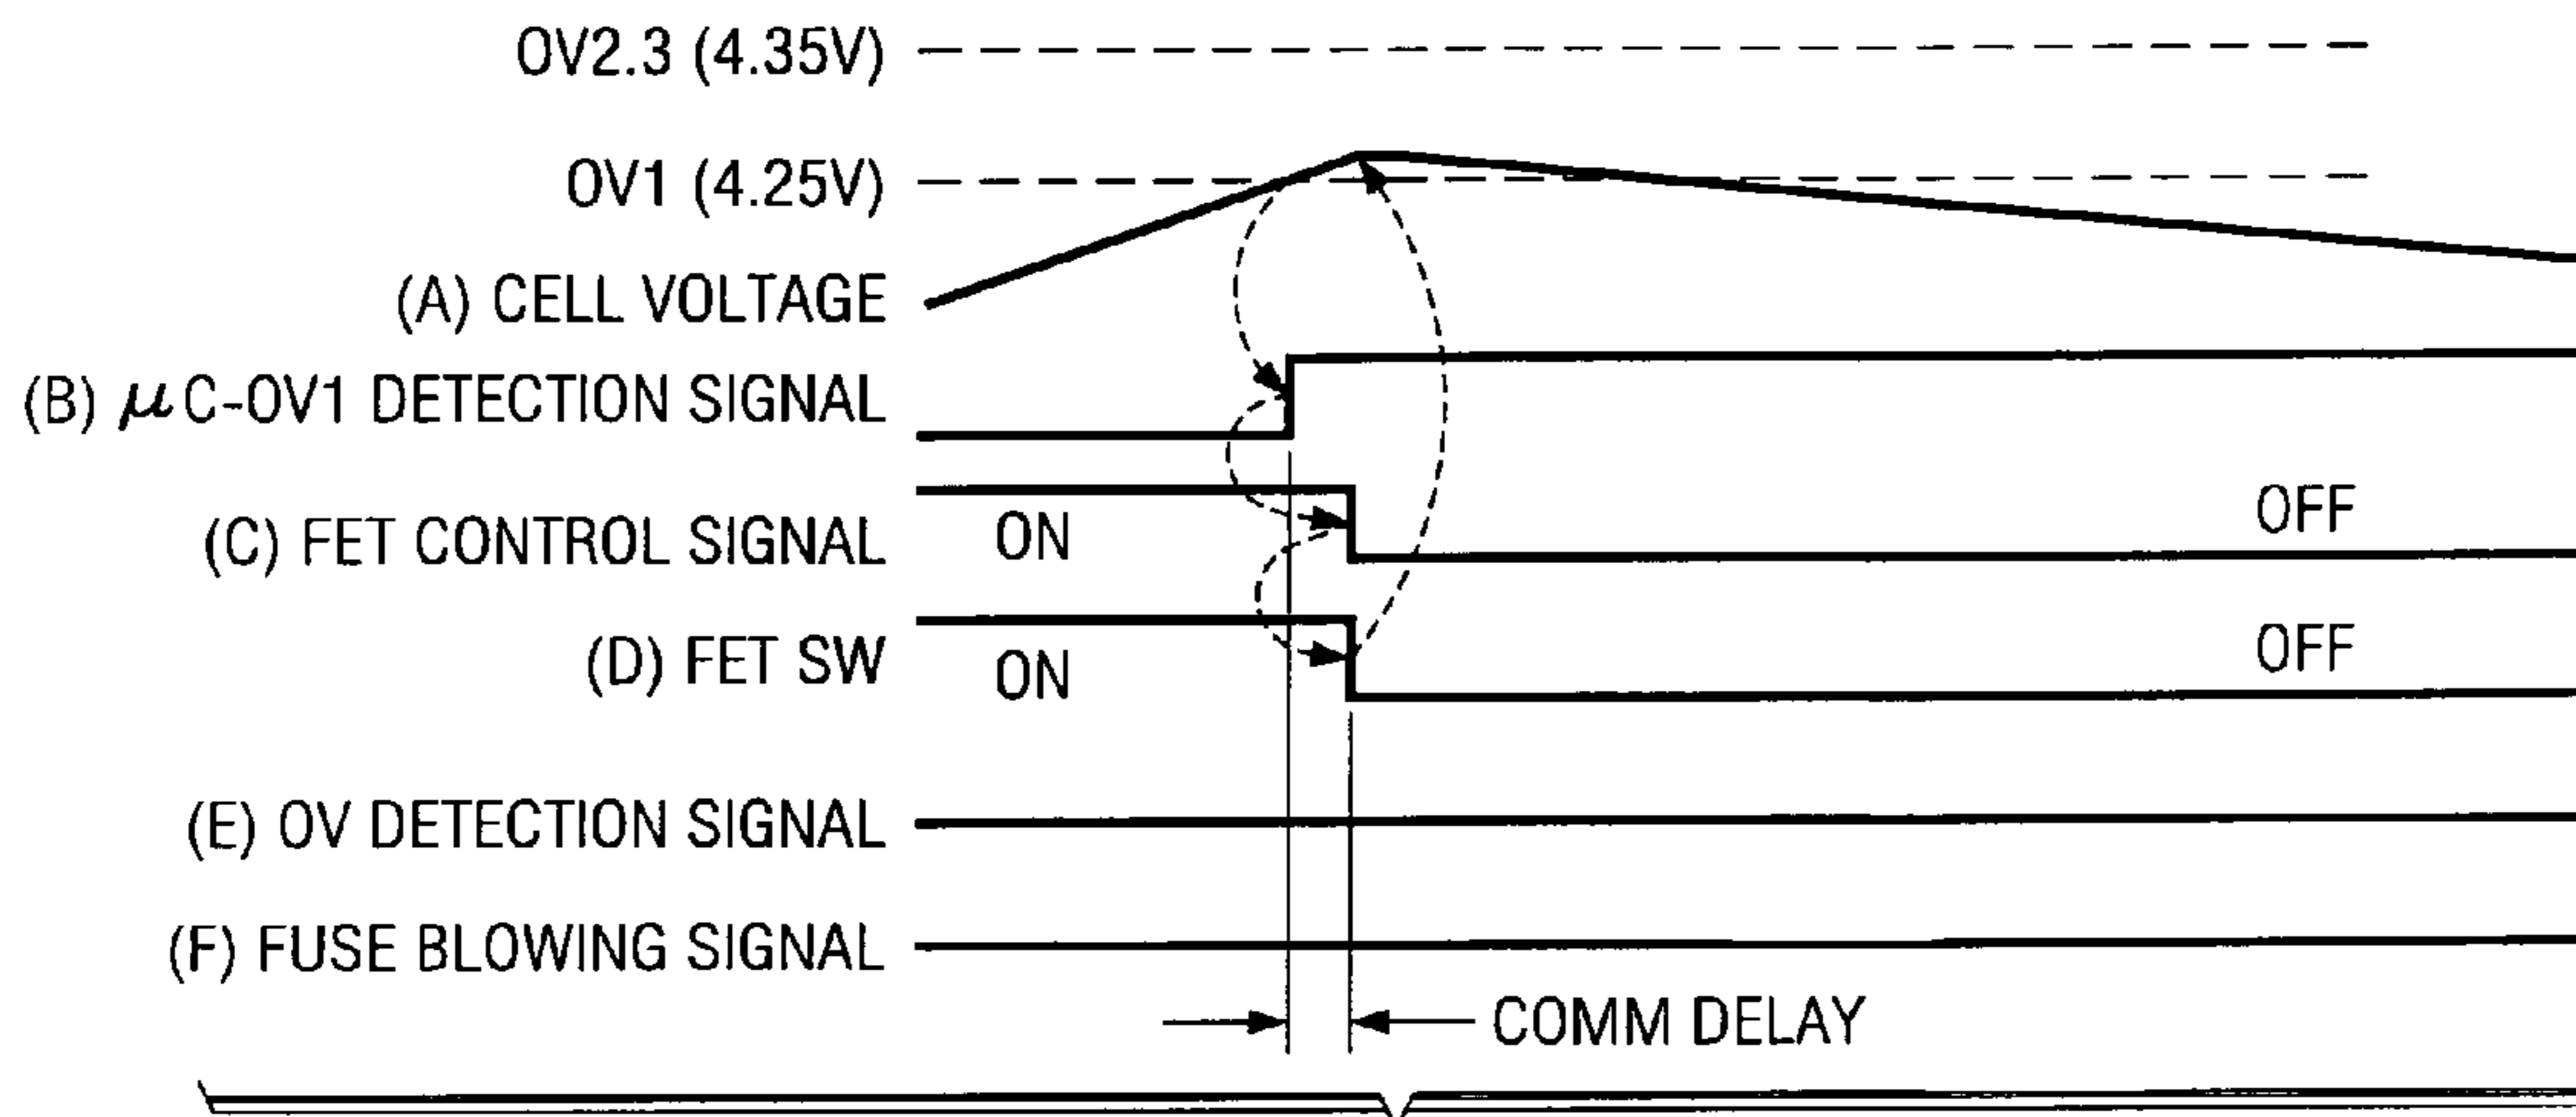 OV2.3 (4.35V)
OV1 (4.25V)
(A) CELL VOLTAGE
(B) μC-OV1 DETECTION SIGNAL
(C) FET CONTROL SIGNAL ON OFF
(D) FET SW ON OFF
(E) OV DETECTION SIGNAL
(F) FUSE BLOWING SIGNAL
COMM DELAY